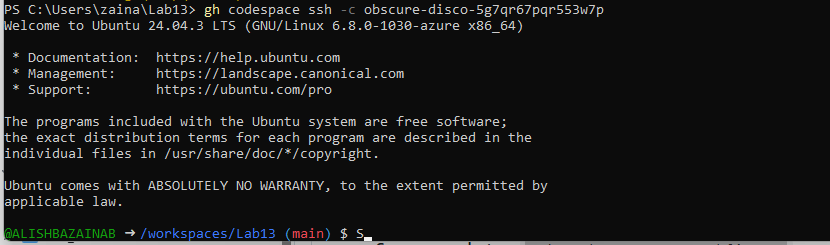 PS C:\Users\zaina\Lab13> gh codespace ssh -c obscure-disco-5g7qr67pqr553w7p
Welcome to Ubuntu 24.04.3 LTS (GNU/Linux 6.8.0-1030-azure x86_64)
* Documentation:  https://help.ubuntu.com
* Management:     https://landscape.canonical.com
* Support:        https://ubuntu.com/pro
The programs included with the Ubuntu system are free software;
the exact distribution terms for each program are described in the
individual files in /usr/share/doc/*/copyright.
Ubuntu comes with ABSOLUTELY NO WARRANTY, to the extent permitted by
applicable law.
@ALISHBAZAINAB ➜ /workspaces/Lab13 (main) $ S